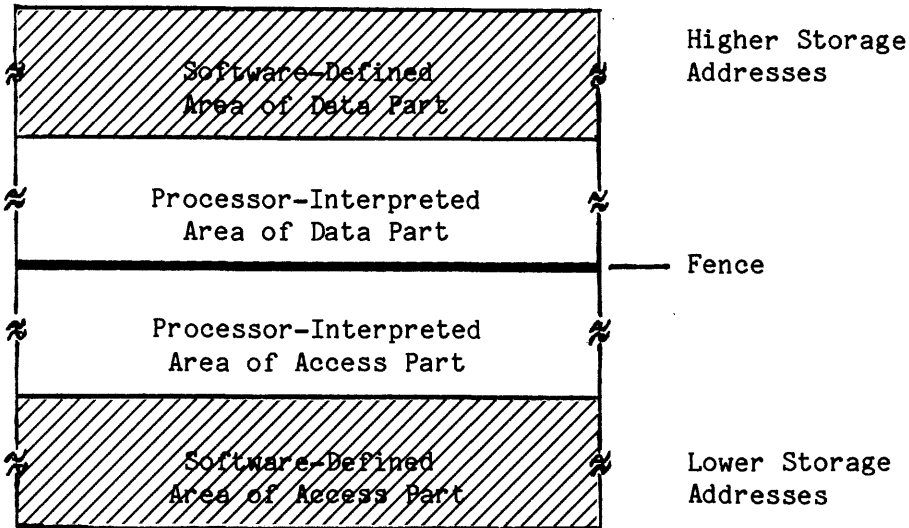 Higher Storage
Addresses
Software-Defined
Area of Data Part
Processor-Interpreted
Area of Data Part
Fence
Processor-Interpreted
Area of Access Part
Software-Defined
Area of Access Part
Lower Storage
Addresses